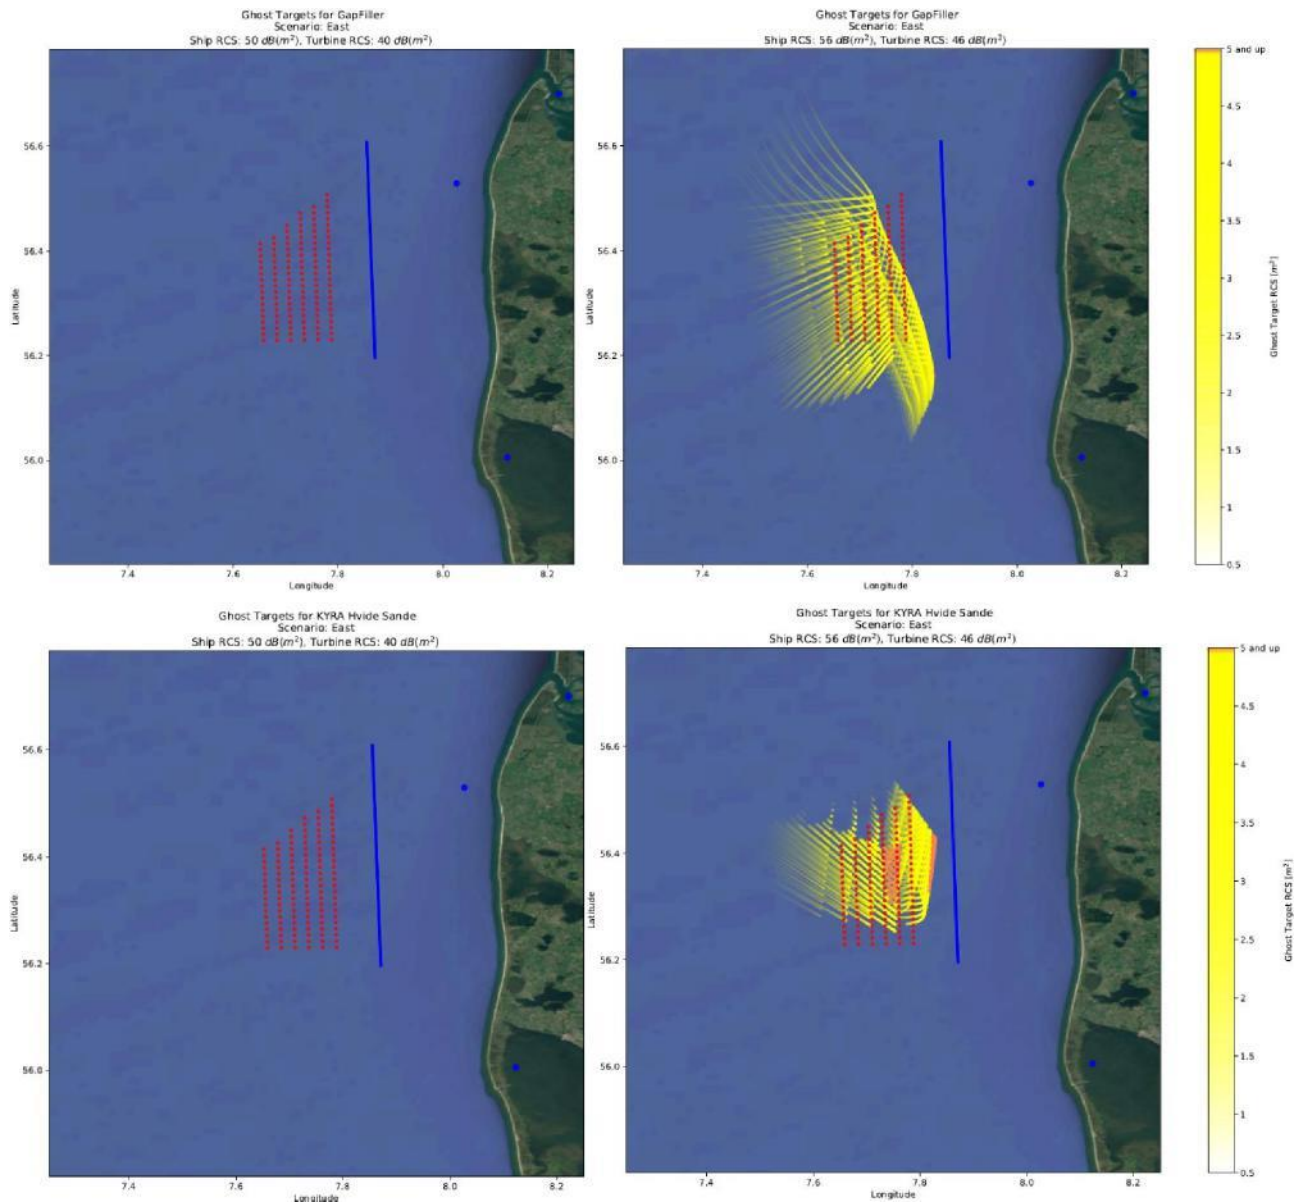 Ghost Targets for GapFiller
Scenario: East
Ship RCS: 50 dB(m²), Turbine RCS: 40 dB(m²)
56.6
56.4
56.2
56.0
Latitude
7.4
7.6
7.8
8.0
8.2
Longitude
Ghost Targets for GapFiller
Scenario: East
Ship RCS: 56 dB(m²), Turbine RCS: 46 dB(m²)
56.6
56.4
56.2
56.0
Latitude
7.4
7.6
7.8
8.0
8.2
Longitude
5 and up
4.5
4
3.5
3
2.5
2
1.5
1
0.5
Ghost Target RCS [m²]
Ghost Targets for KYRA Hvide Sande
Scenario: East
Ship RCS: 50 dB(m²), Turbine RCS: 40 dB(m²)
56.6
56.4
56.2
56.0
Latitude
7.4
7.6
7.8
8.0
8.2
Longitude
Ghost Targets for KYRA Hvide Sande
Scenario: East
Ship RCS: 56 dB(m²), Turbine RCS: 46 dB(m²)
56.6
56.4
56.2
56.0
Latitude
7.4
7.6
7.8
8.0
8.2
Longitude
5 and up
4.5
4
3.5
3
2.5
2
1.5
1
0.5
Ghost Target RCS [m²]